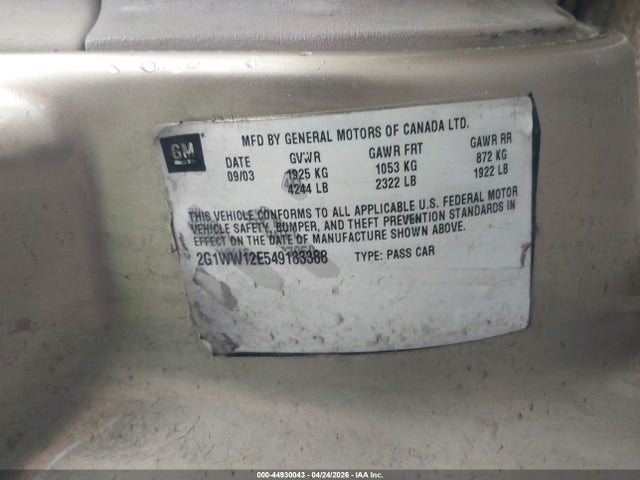 GM
MFD BY GENERAL MOTORS OF CANADA LTD.
DATE GVWR GAWR FRT GAWR RR
09/03 1925 KG 1053 KG 872 KG
4244 LB 2322 LB 1922 LB
THIS VEHICLE CONFORMS TO ALL APPLICABLE U.S. FEDERAL MOTOR
VEHICLE SAFETY, BUMPER, AND THEFT PREVENTION STANDARDS IN
EFFECT ON THE DATE OF MANUFACTURE SHOWN ABOVE.
2G1WW12E549183388 TYPE: PASS CAR
000-44930043 - 04/24/2026 - IAA Inc.